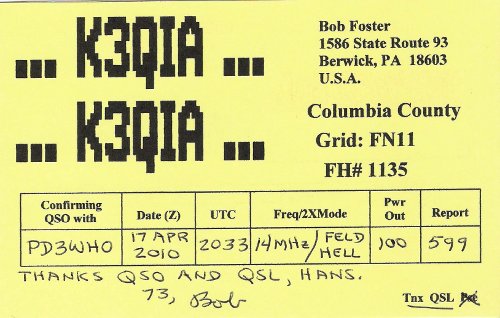 ... K3QIA ...
... K3QIA ...
Bob Foster
1586 State Route 93
Berwick, PA 18603
U.S.A.
Columbia County
Grid: FN11
FH# 1135
Confirming QSO with Date (Z) UTC Freq/2XMode Pwr Out Report
PD3WHO 17 APR 2010 2033 14MHz/FELD HELL 100 599
THANKS QSO AND QSL, HANS.
73, Bob
Tnx QSL Pse